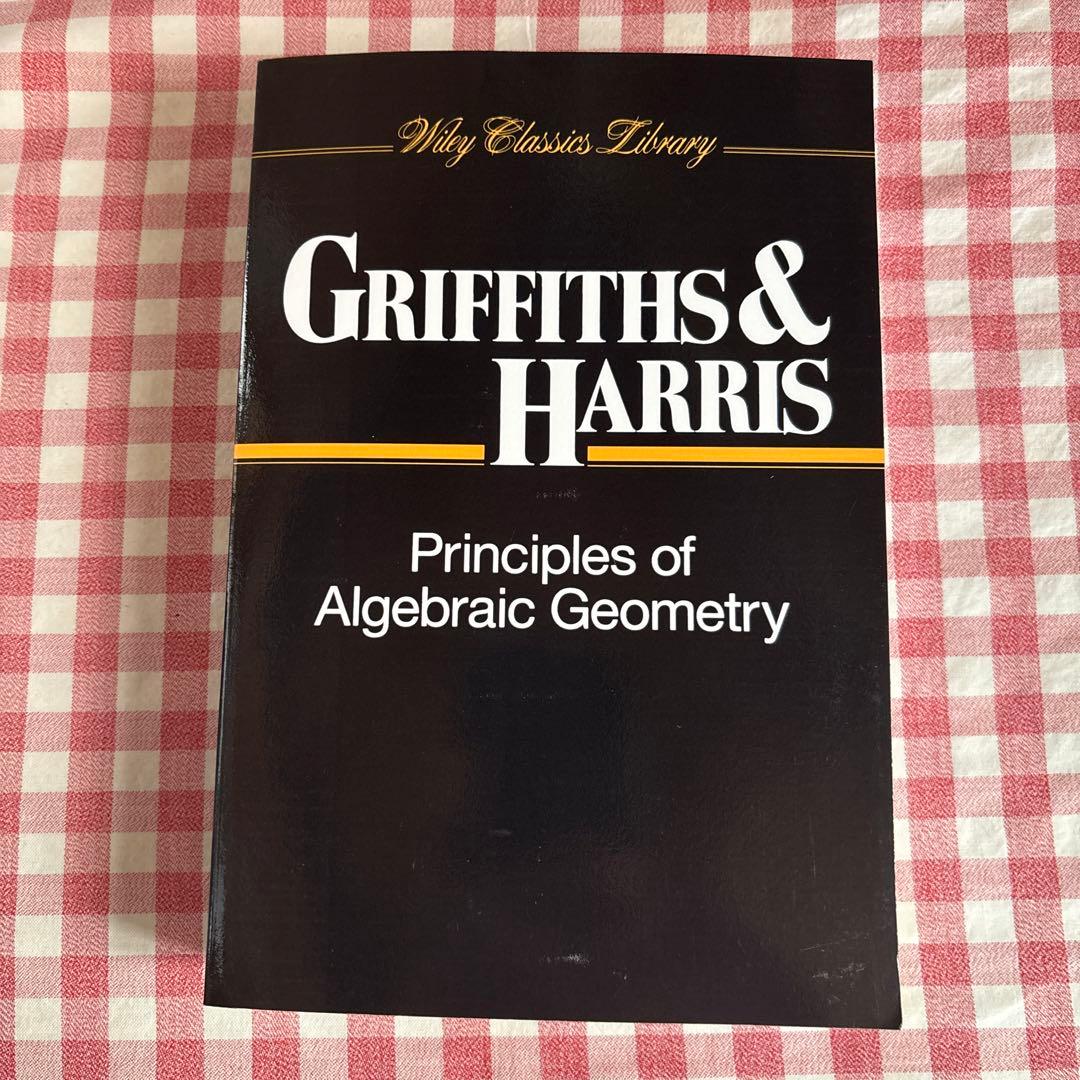 Wiley Classics Library
GRIFFITHS &
HARRIS
Principles of
Algebraic Geometry